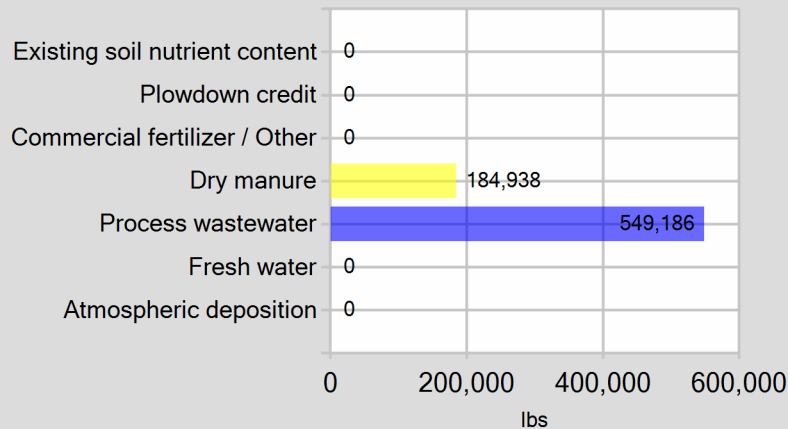 Existing soil nutrient content 0
Plowdown credit 0
Commercial fertilizer / Other 0
Dry manure 184,938
Process wastewater 549,186
Fresh water 0
Atmospheric deposition 0
0 200,000 400,000 600,000
lbs